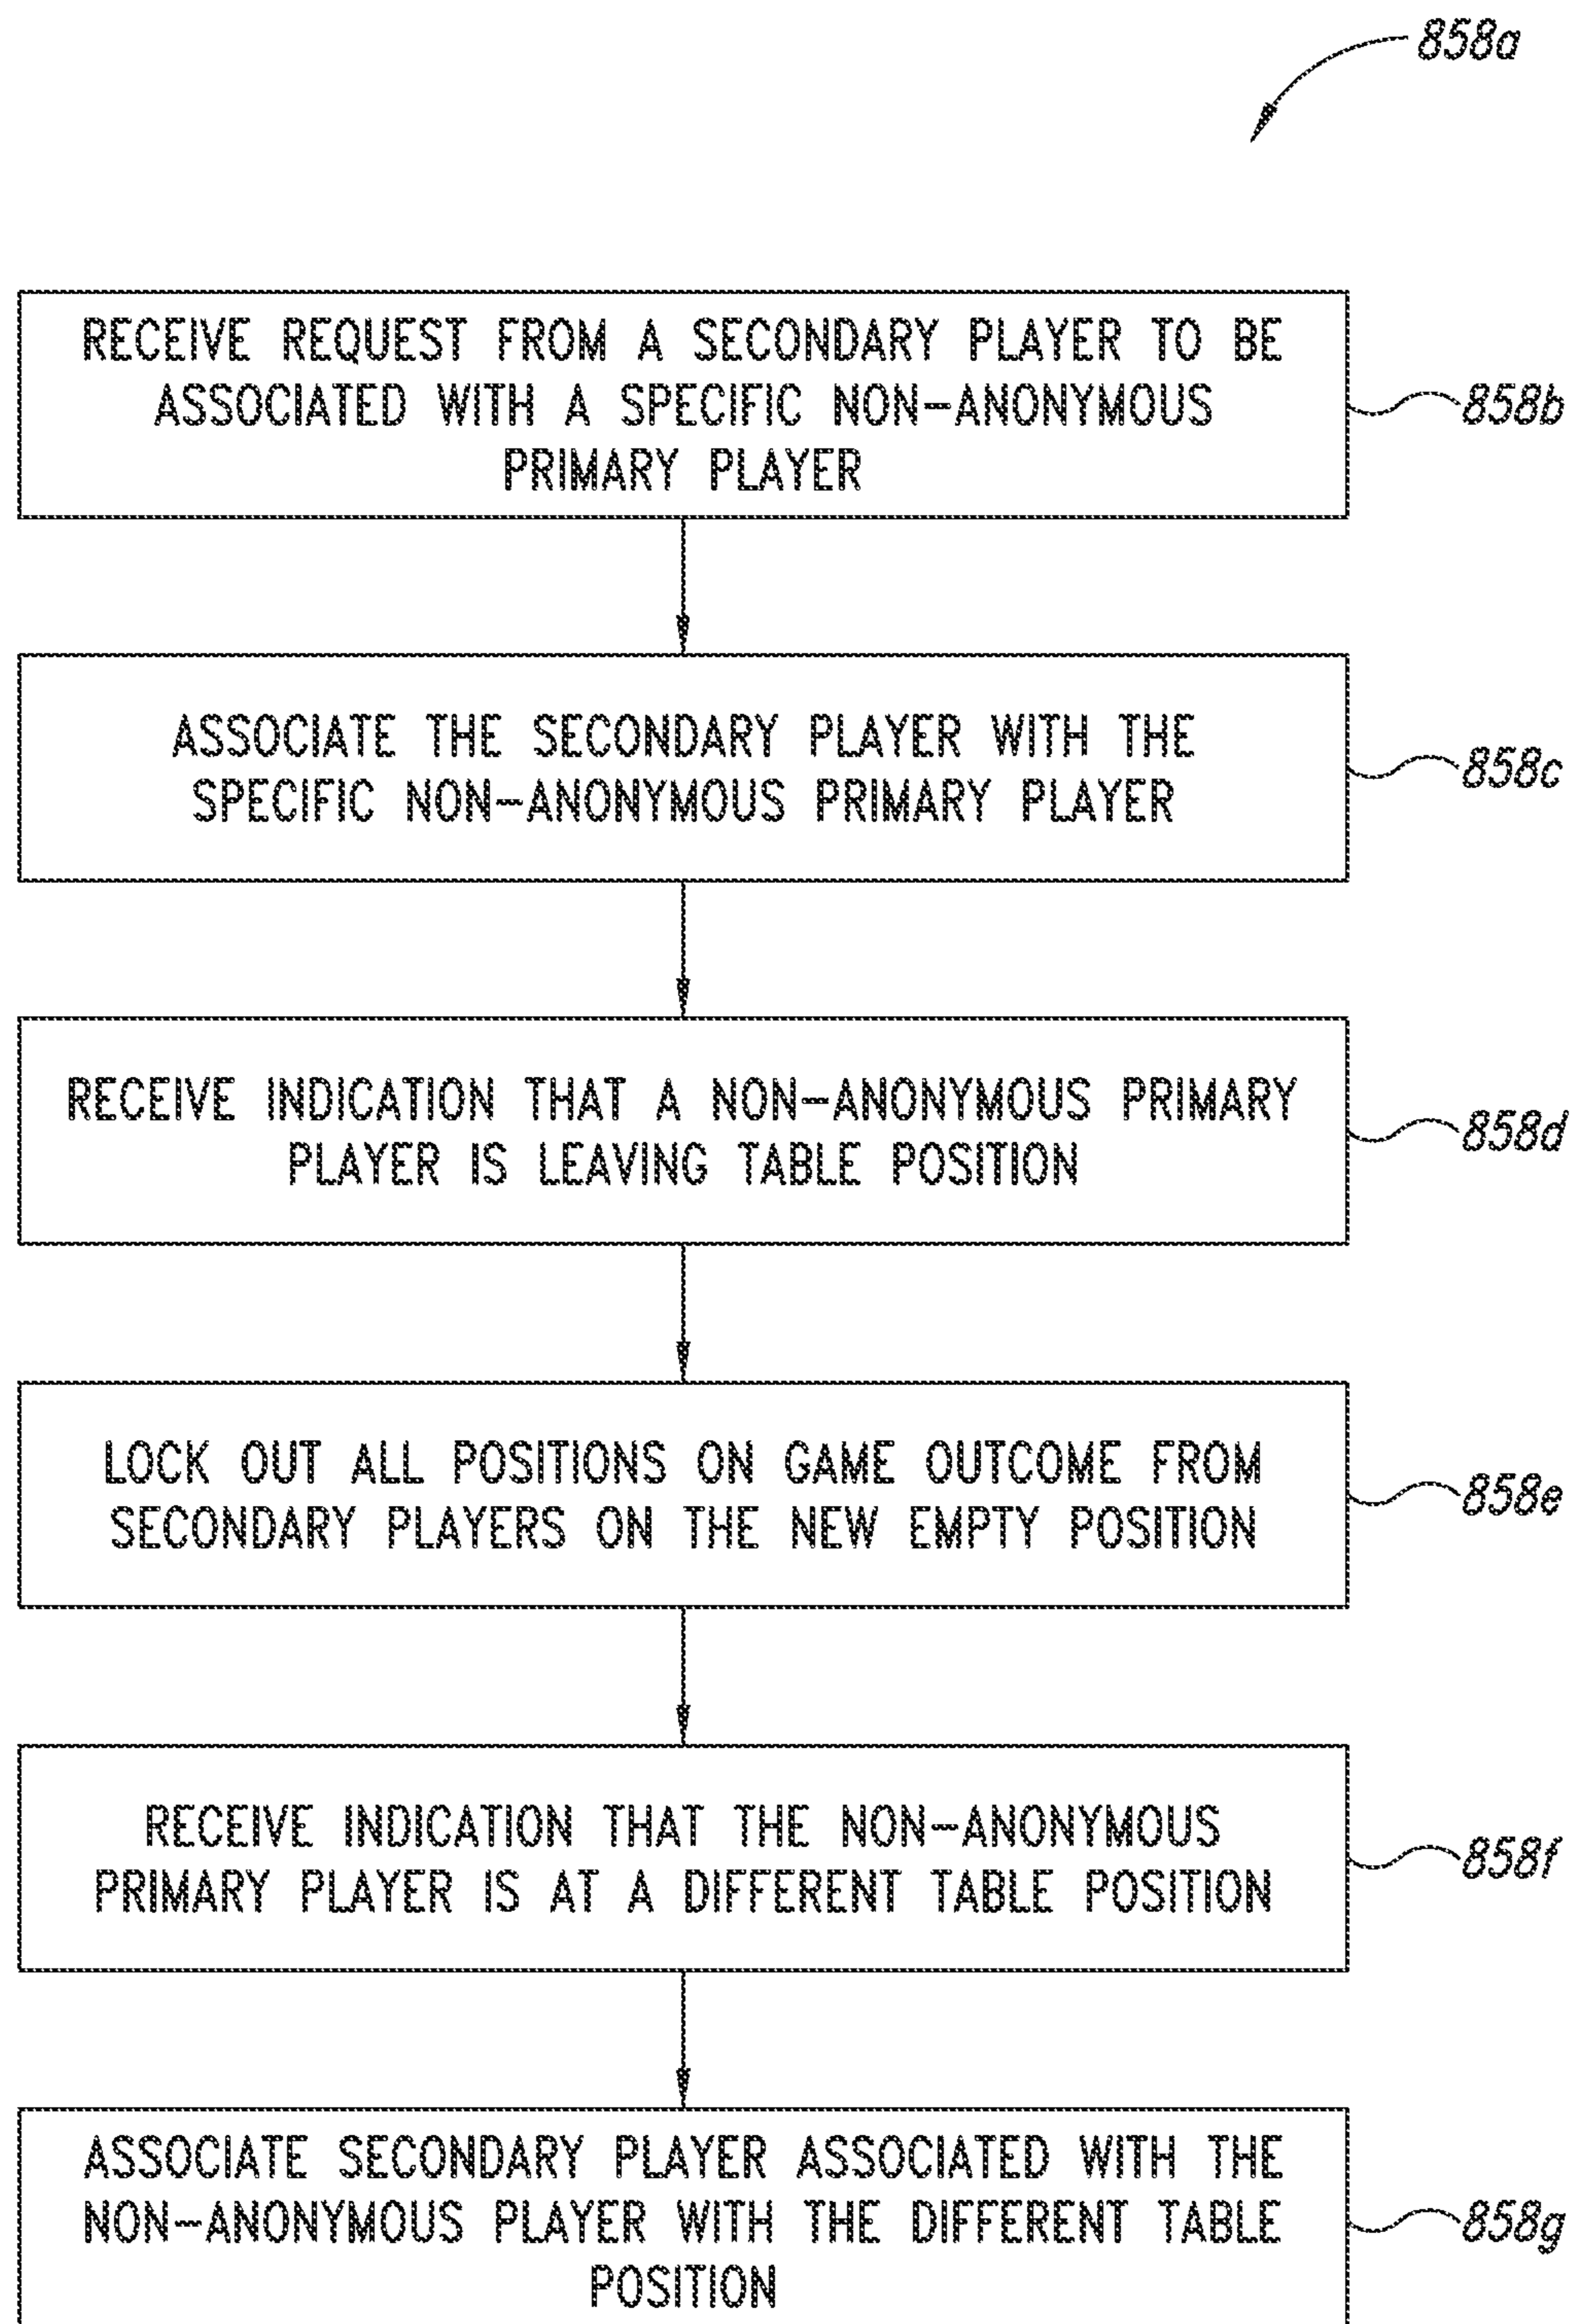 858a
RECEIVE REQUEST FROM A SECONDARY PLAYER TO BE
ASSOCIATED WITH A SPECIFIC NON-ANONYMOUS
PRIMARY PLAYER
858b
ASSOCIATE THE SECONDARY PLAYER WITH THE
SPECIFIC NON-ANONYMOUS PRIMARY PLAYER
858c
RECEIVE INDICATION THAT A NON-ANONYMOUS PRIMARY
PLAYER IS LEAVING TABLE POSITION
858d
LOCK OUT ALL POSITIONS ON GAME OUTCOME FROM
SECONDARY PLAYERS ON THE NEW EMPTY POSITION
858e
RECEIVE INDICATION THAT THE NON-ANONYMOUS
PRIMARY PLAYER IS AT A DIFFERENT TABLE POSITION
858f
ASSOCIATE SECONDARY PLAYER ASSOCIATED WITH THE
NON-ANONYMOUS PLAYER WITH THE DIFFERENT TABLE
POSITION
858g